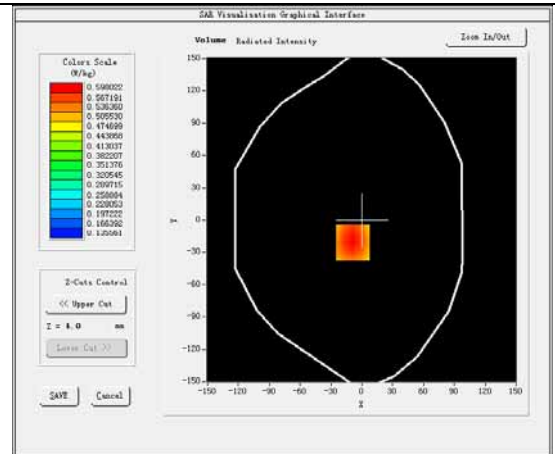 SAR Visualisation Graphical Interface
Volume Radiated Intensity
Zoom In/Out
Colors Scale
(W/kg)
0.598022
0.567191
0.536360
0.505530
0.474699
0.443868
0.413037
0.382207
0.351376
0.320545
0.289715
0.258884
0.228053
0.197222
0.166392
0.135561
Z-Cuts Control
<< Upper Cut
Z = 4.0 mm
Lower Cut >>
SAVE
Cancel
150
120
90
60
30
0
-30
-60
-90
-120
-150
Y
-150 -120 -90 -60 -30 0 30 60 90 120 150
X